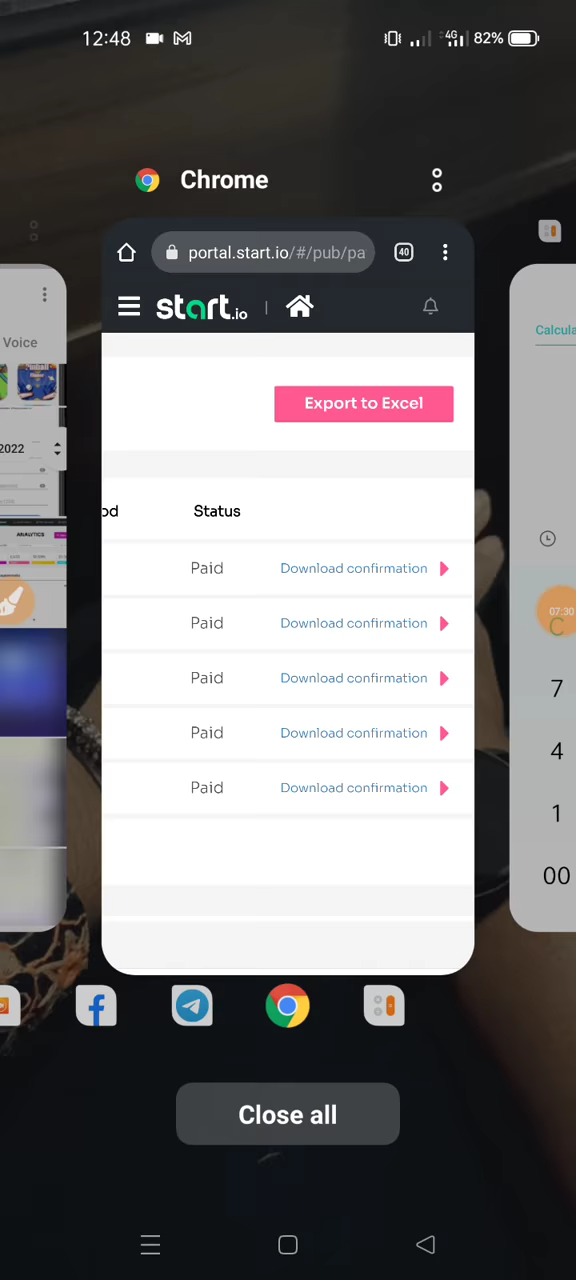 12:48
4G
82%
Chrome
portal.start.io/#/pub/pa
40
start.io
Voice
2022
ANALYTICS
Export to Excel
od
Status
Paid
Download confirmation
Paid
Download confirmation
Paid
Download confirmation
Paid
Download confirmation
Paid
Download confirmation
Calcula
07:30
C
7
4
1
00
Close all